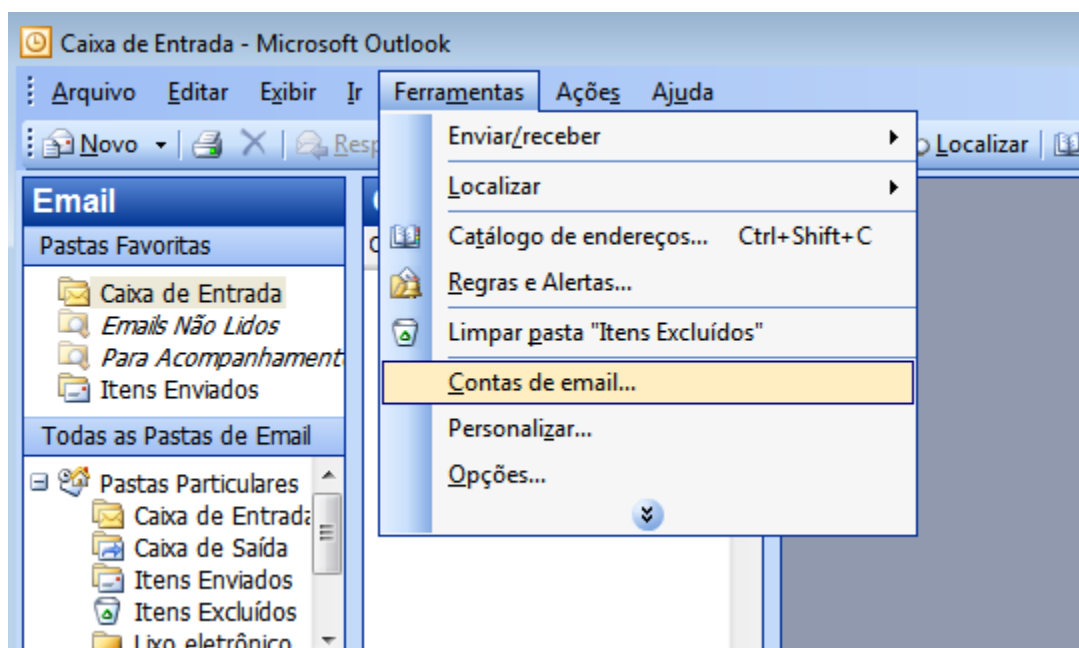 Caixa de Entrada - Microsoft Outlook
Arquivo Editar Exibir Ir Ferramentas Ações Ajuda
Novo Localizar
Enviar/receber
Localizar
Catálogo de endereços... Ctrl+Shift+C
Regras e Alertas...
Limpar pasta "Itens Excluídos"
Contas de email...
Personalizar...
Opções...
Email
Pastas Favoritas
Caixa de Entrada
Emails Não Lidos
Para Acompanhament
Itens Enviados
Todas as Pastas de Email
Pastas Particulares
Caixa de Entrada
Caixa de Saída
Itens Enviados
Itens Excluídos
Lixo eletrônico